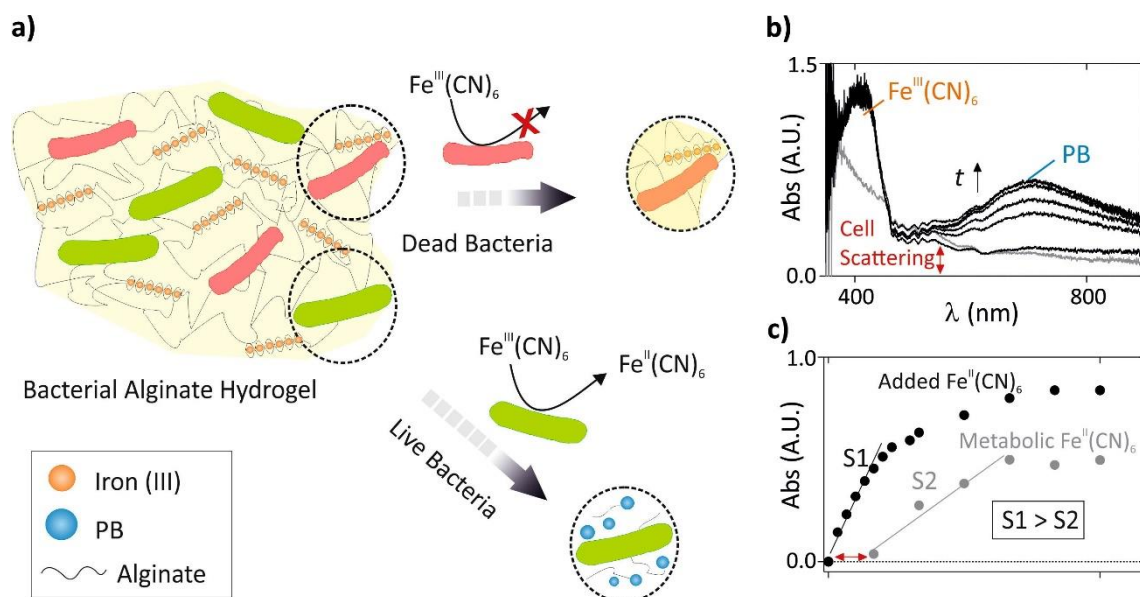 a)
Fe^III(CN)₆
Dead Bacteria
Bacterial Alginate Hydrogel
Fe^III(CN)₆
Fe^II(CN)₆
Live Bacteria
Iron (III)
PB
Alginate
b)
1.5
Abs (A.U.)
0.0
Fe^III(CN)₆
t
PB
Cell
Scattering
400
800
λ (nm)
c)
1.0
Abs (A.U.)
0.0
Added Fe^II(CN)₆
Metabolic Fe^II(CN)₆
S1
S2
S1 > S2